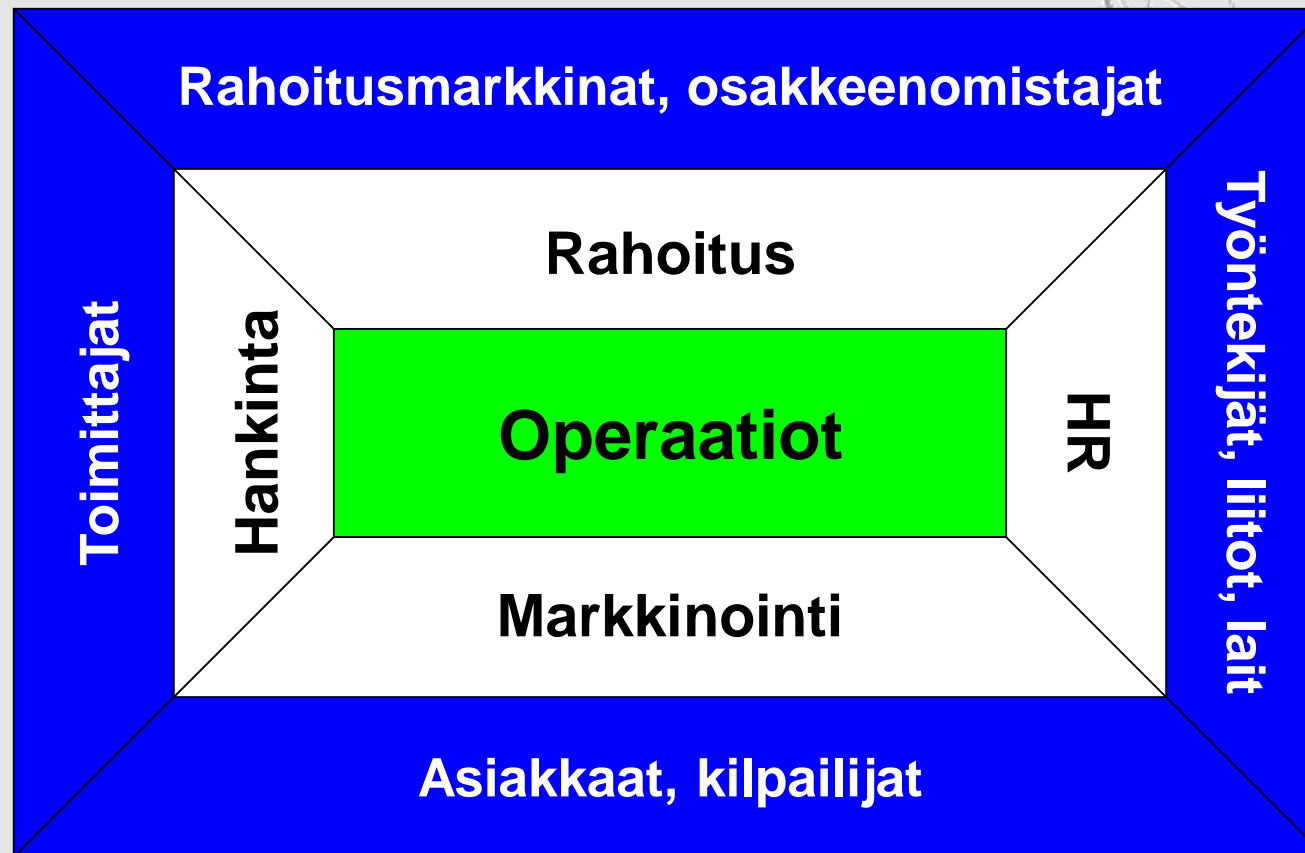 Rahoitusmarkkinat, osakkeenomistajat
Rahoitus
Toimittajat
Hankinta
Operaatiot
HR
Työntekijät, liitot, lait
Markkinointi
Asiakkaat, kilpailijat